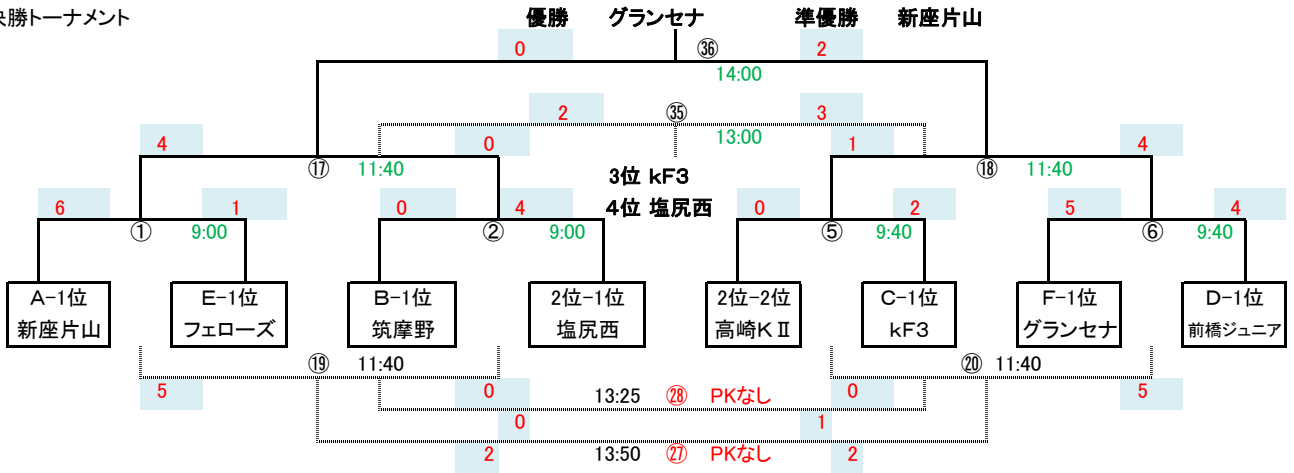 決勝トーナメント 優勝 グランセナ 準優勝 新座片山
0 ㊱ 2
14:00
2 ㉟ 3
13:00
4 0 1 4
⑰ 11:40 ⑱ 11:40
3位 kF3
4位 塩尻西
6 1 0 4 0 2 5 4
① 9:00 ② 9:00 ⑤ 9:40 ⑥ 9:40
A-1位 E-1位 B-1位 2位-1位 2位-2位 C-1位 F-1位 D-1位
新座片山 フェローズ 筑摩野 塩尻西 高崎KⅡ kF3 グランセナ 前橋ジュニア
⑲ 11:40 ⑳ 11:40
5 0 13:25 ㉘ PKなし 0 5
0 1
2 13:50 ㉗ PKなし 2